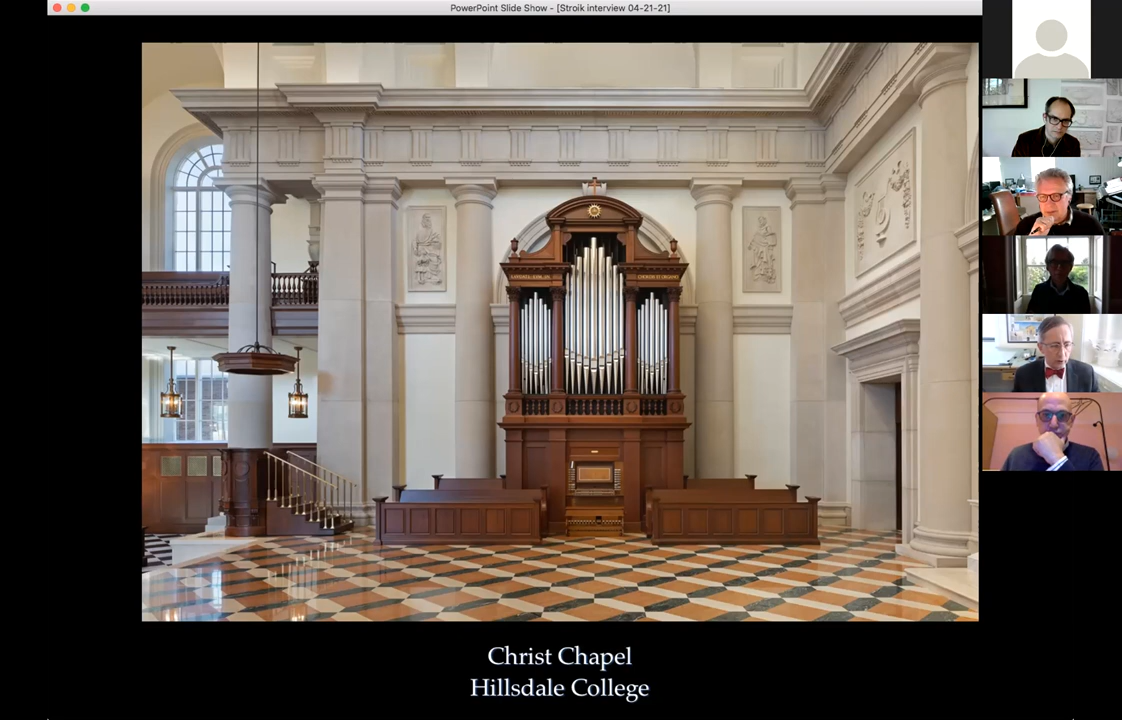 PowerPoint Slide Show - [Stroik interview 04-21-21]
Christ Chapel
Hillsdale College